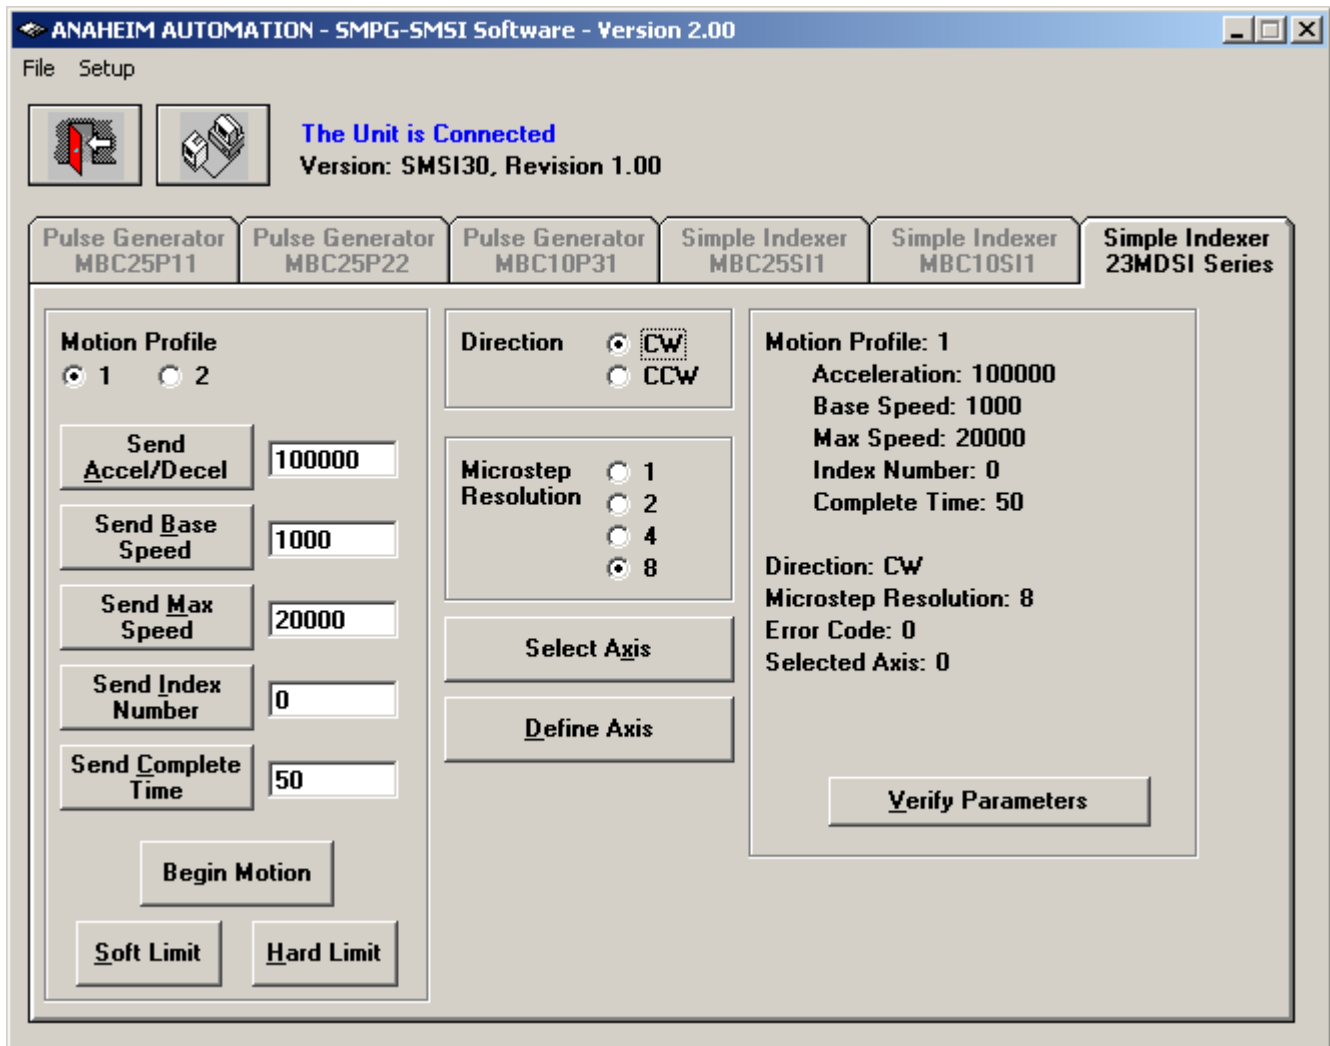 ANAHEIM AUTOMATION - SMPG-SMSI Software - Version 2.00
File Setup
The Unit is Connected
Version: SMSI30, Revision 1.00
Pulse Generator
MBC25P11
Pulse Generator
MBC25P22
Pulse Generator
MBC10P31
Simple Indexer
MBC25SI1
Simple Indexer
MBC10SI1
Simple Indexer
23MDSI Series
Motion Profile
1 2
Send
Accel/Decel
100000
Send Base
Speed
1000
Send Max
Speed
20000
Send Index
Number
0
Send Complete
Time
50
Begin Motion
Soft Limit
Hard Limit
Direction
CW
CCW
Microstep
Resolution
1
2
4
8
Select Axis
Define Axis
Motion Profile: 1
Acceleration: 100000
Base Speed: 1000
Max Speed: 20000
Index Number: 0
Complete Time: 50
Direction: CW
Microstep Resolution: 8
Error Code: 0
Selected Axis: 0
Verify Parameters